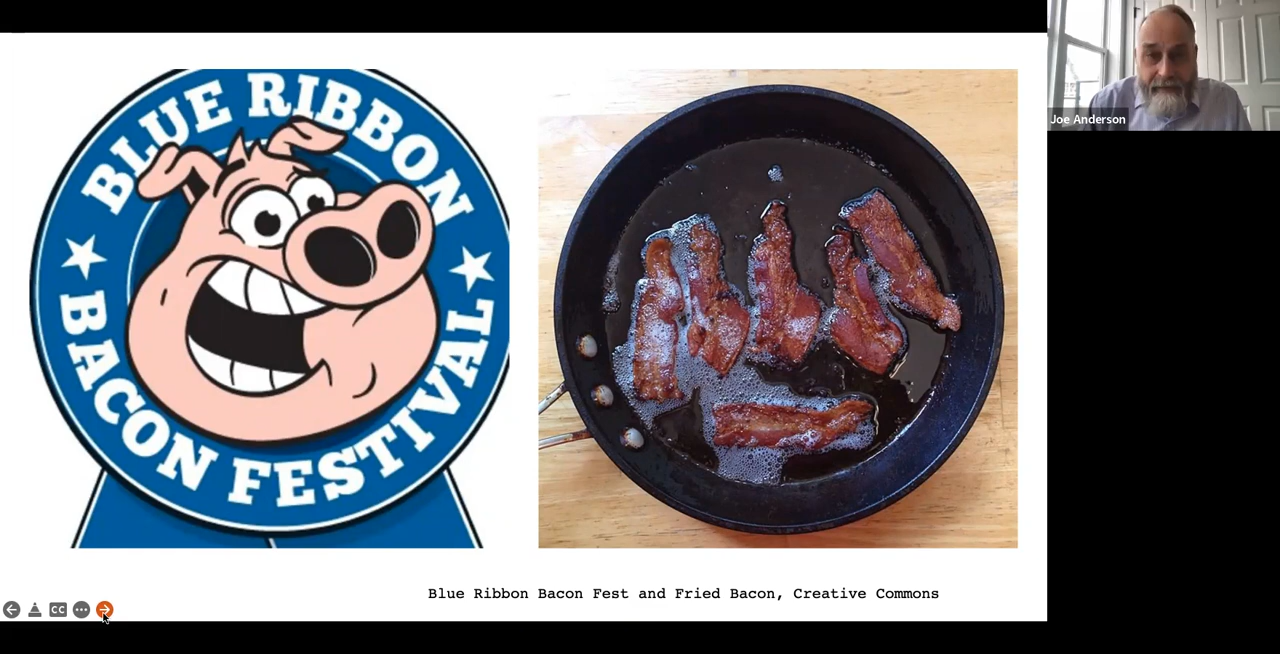 BLUE RIBBON
BACON FESTIVAL
Joe Anderson
Blue Ribbon Bacon Fest and Fried Bacon, Creative Commons
CC